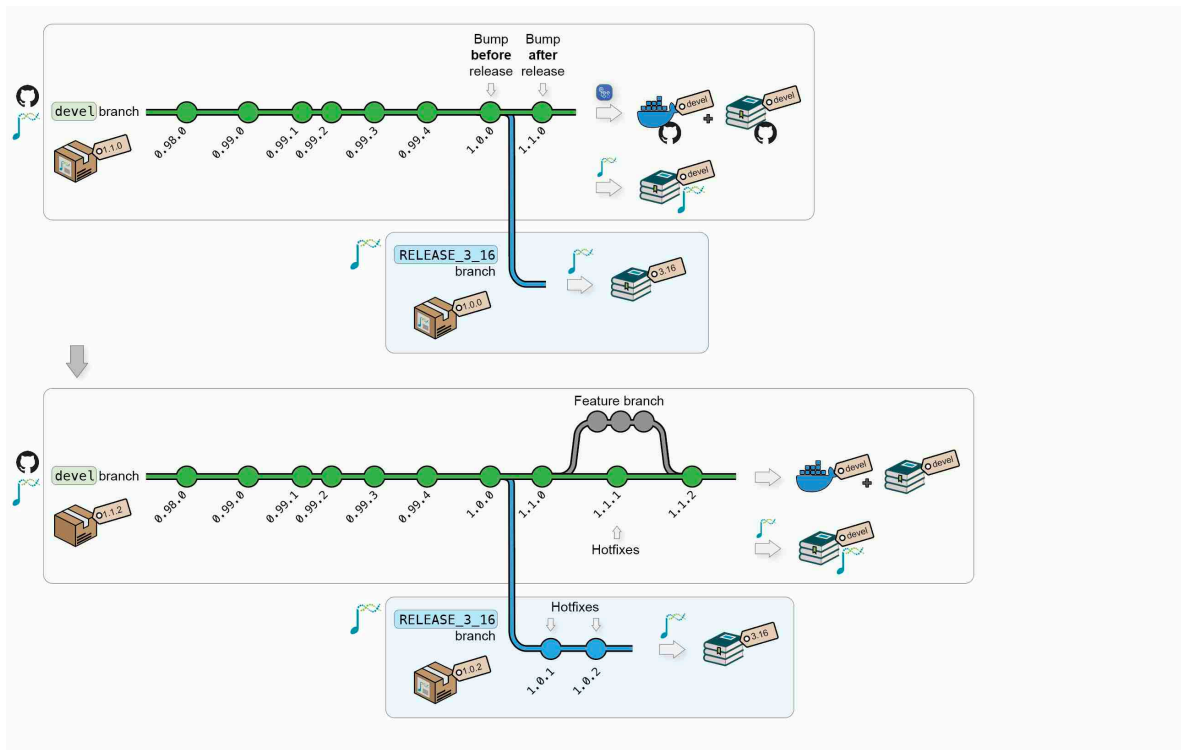 Bump
before
release
Bump
after
release
devel branch
devel
devel
0.98.0
0.99.0
0.99.1
0.99.2
0.99.3
0.99.4
1.0.0
1.1.0
1.1.0
devel
RELEASE_3_16
branch
3.16
1.0.0
Feature branch
devel branch
devel
devel
0.98.0
0.99.0
0.99.1
0.99.2
0.99.3
0.99.4
1.0.0
1.1.0
1.1.1
1.1.2
1.1.2
Hotfixes
devel
RELEASE_3_16
branch
Hotfixes
3.16
1.0.2
1.0.1
1.0.2